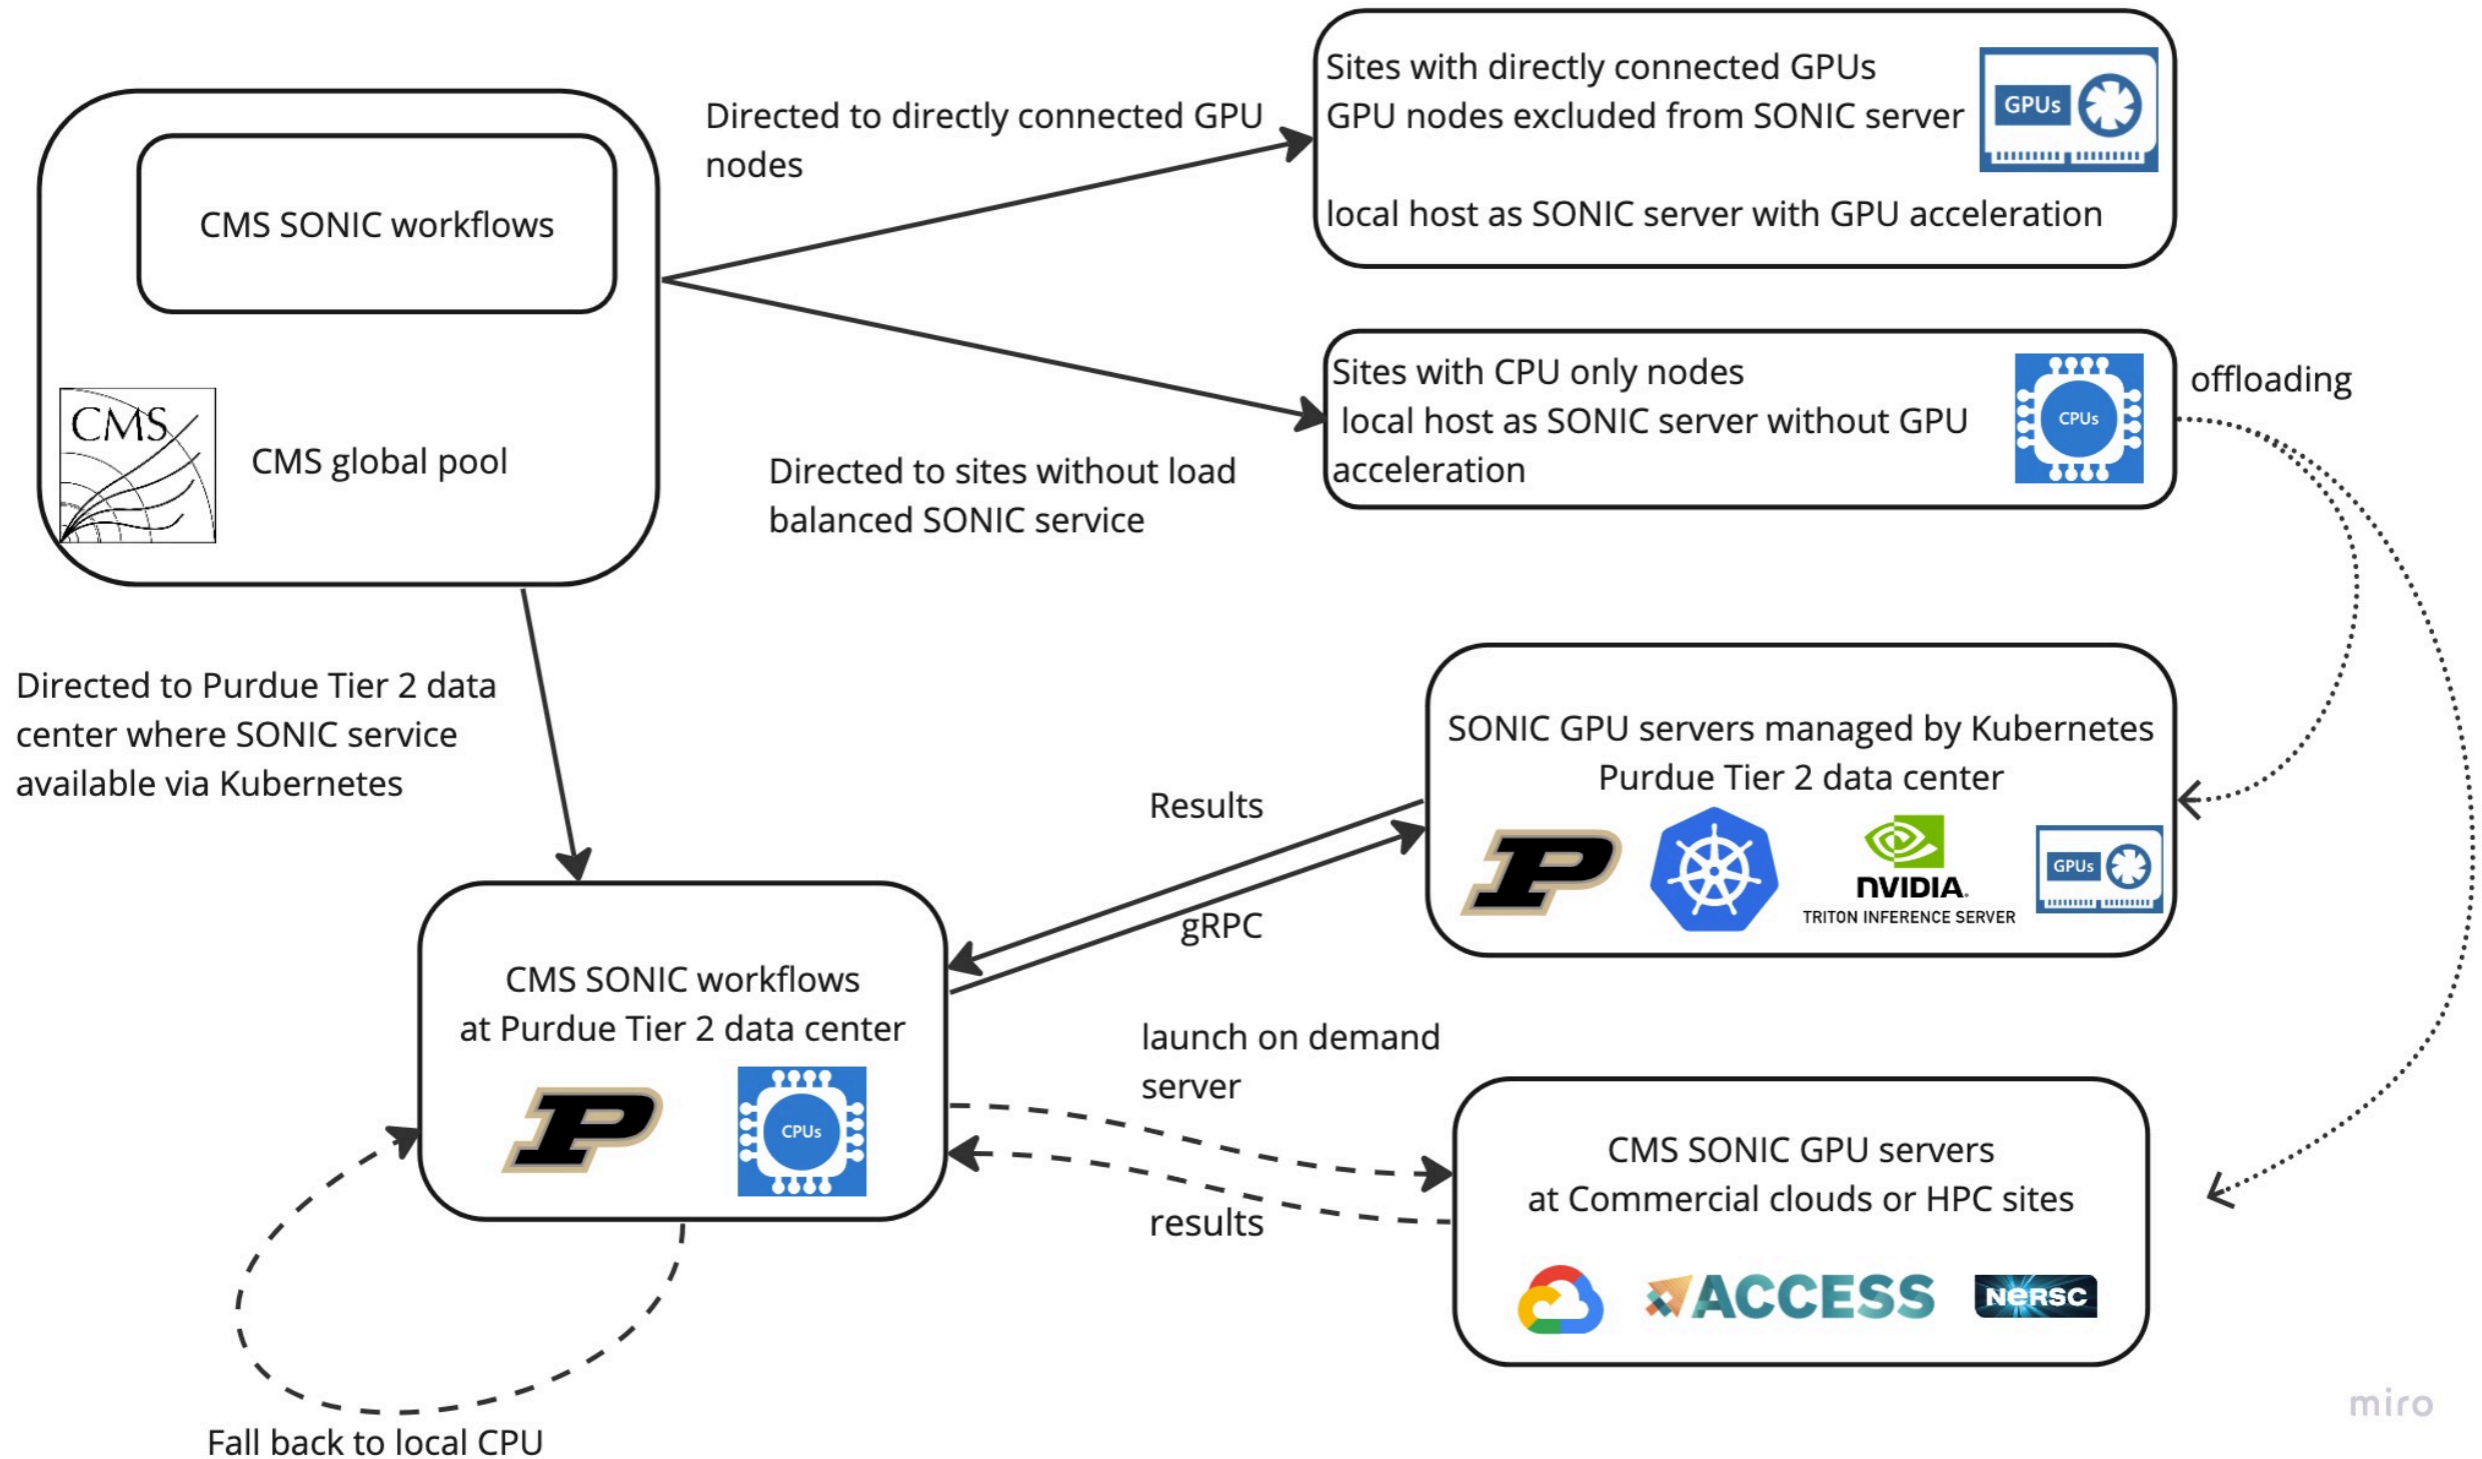 Sites with directly connected GPUs
GPU nodes excluded from SONIC server
GPUs
local host as SONIC server with GPU acceleration
Directed to directly connected GPU
nodes
CMS SONIC workflows
CMS
CMS global pool
Sites with CPU only nodes
local host as SONIC server without GPU
acceleration
CPUs
offloading
Directed to sites without load
balanced SONIC service
Directed to Purdue Tier 2 data
center where SONIC service
available via Kubernetes
SONIC GPU servers managed by Kubernetes
Purdue Tier 2 data center
P
NVIDIA.
TRITON INFERENCE SERVER
GPUs
Results
gRPC
CMS SONIC workflows
at Purdue Tier 2 data center
P
CPUs
launch on demand
server
results
CMS SONIC GPU servers
at Commercial clouds or HPC sites
ACCESS
NERSC
Fall back to local CPU
miro